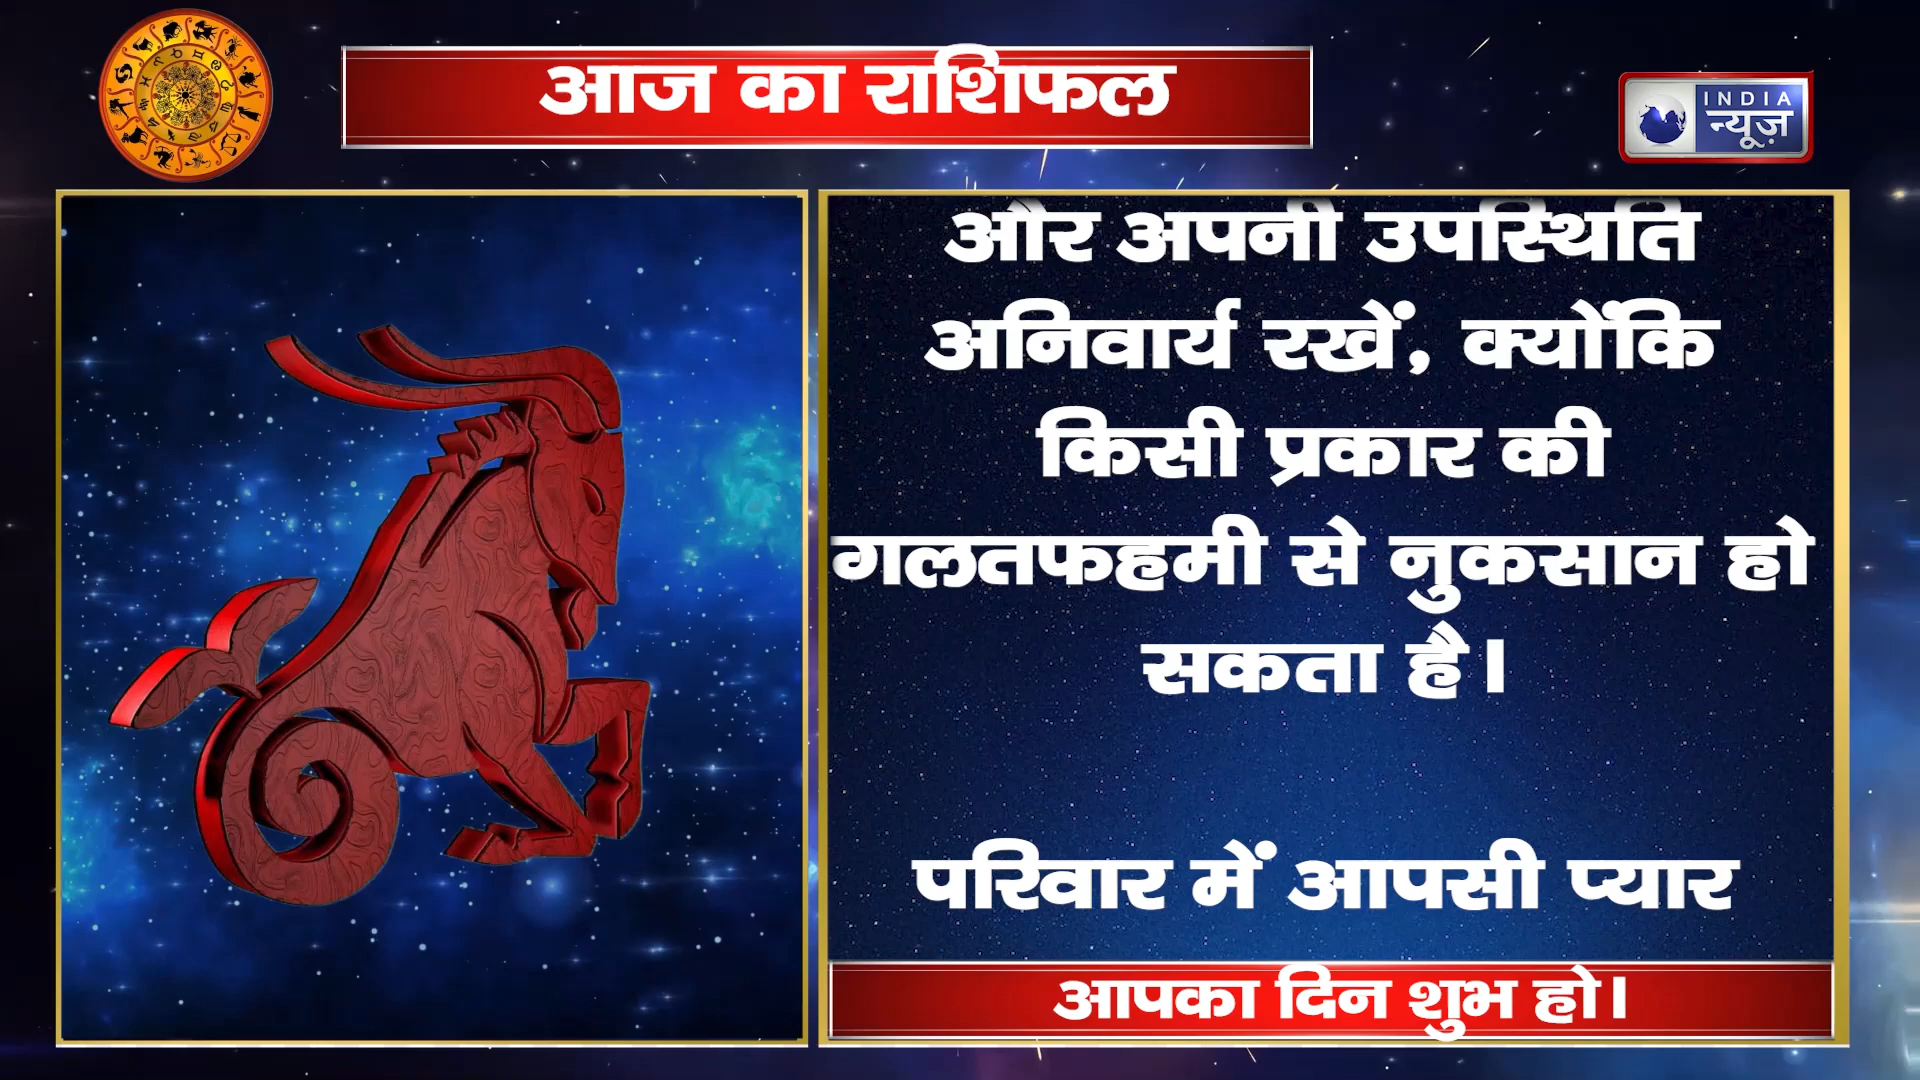 आज का राशिफल
INDIA
न्यूज़
और अपनी उपस्थिति
अनिवार्य रखें, क्योंकि
किसी प्रकार की
गलतफहमी से नुकसान हो
सकता है।
परिवार में आपसी प्यार
आपका दिन शुभ हो।